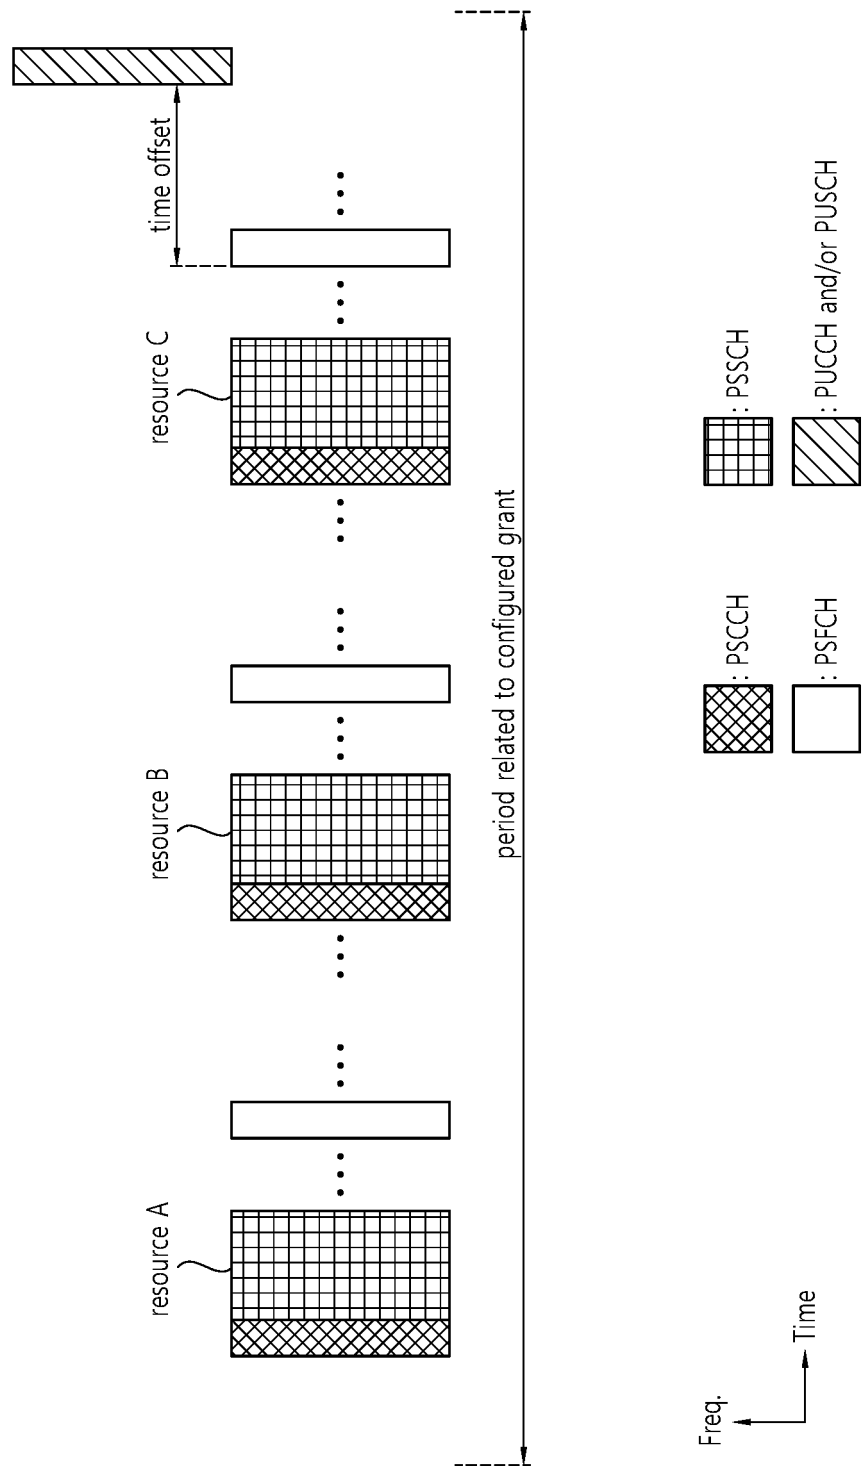 resource A
resource B
resource C
time offset
period related to configured grant
Freq.
Time
: PSCCH
: PSSCH
: PSFCH
: PUCCH and/or PUSCH